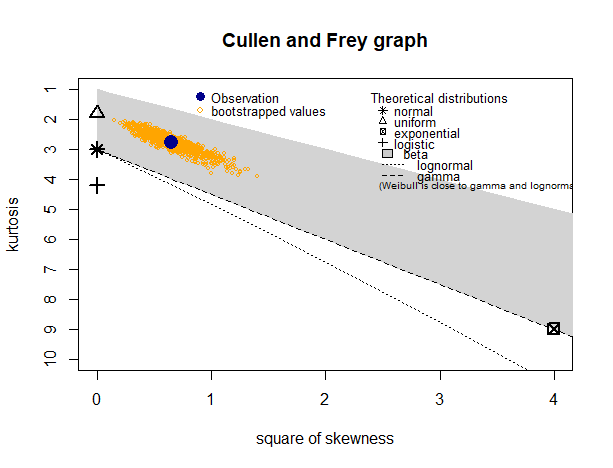 Cullen and Frey graph
Observation
bootstrapped values
Theoretical distributions
normal
uniform
exponential
logistic
beta
lognormal
gamma
(Weibull is close to gamma and lognorma
kurtosis
1
2
3
4
5
6
7
8
9
10
0
1
2
3
4
square of skewness